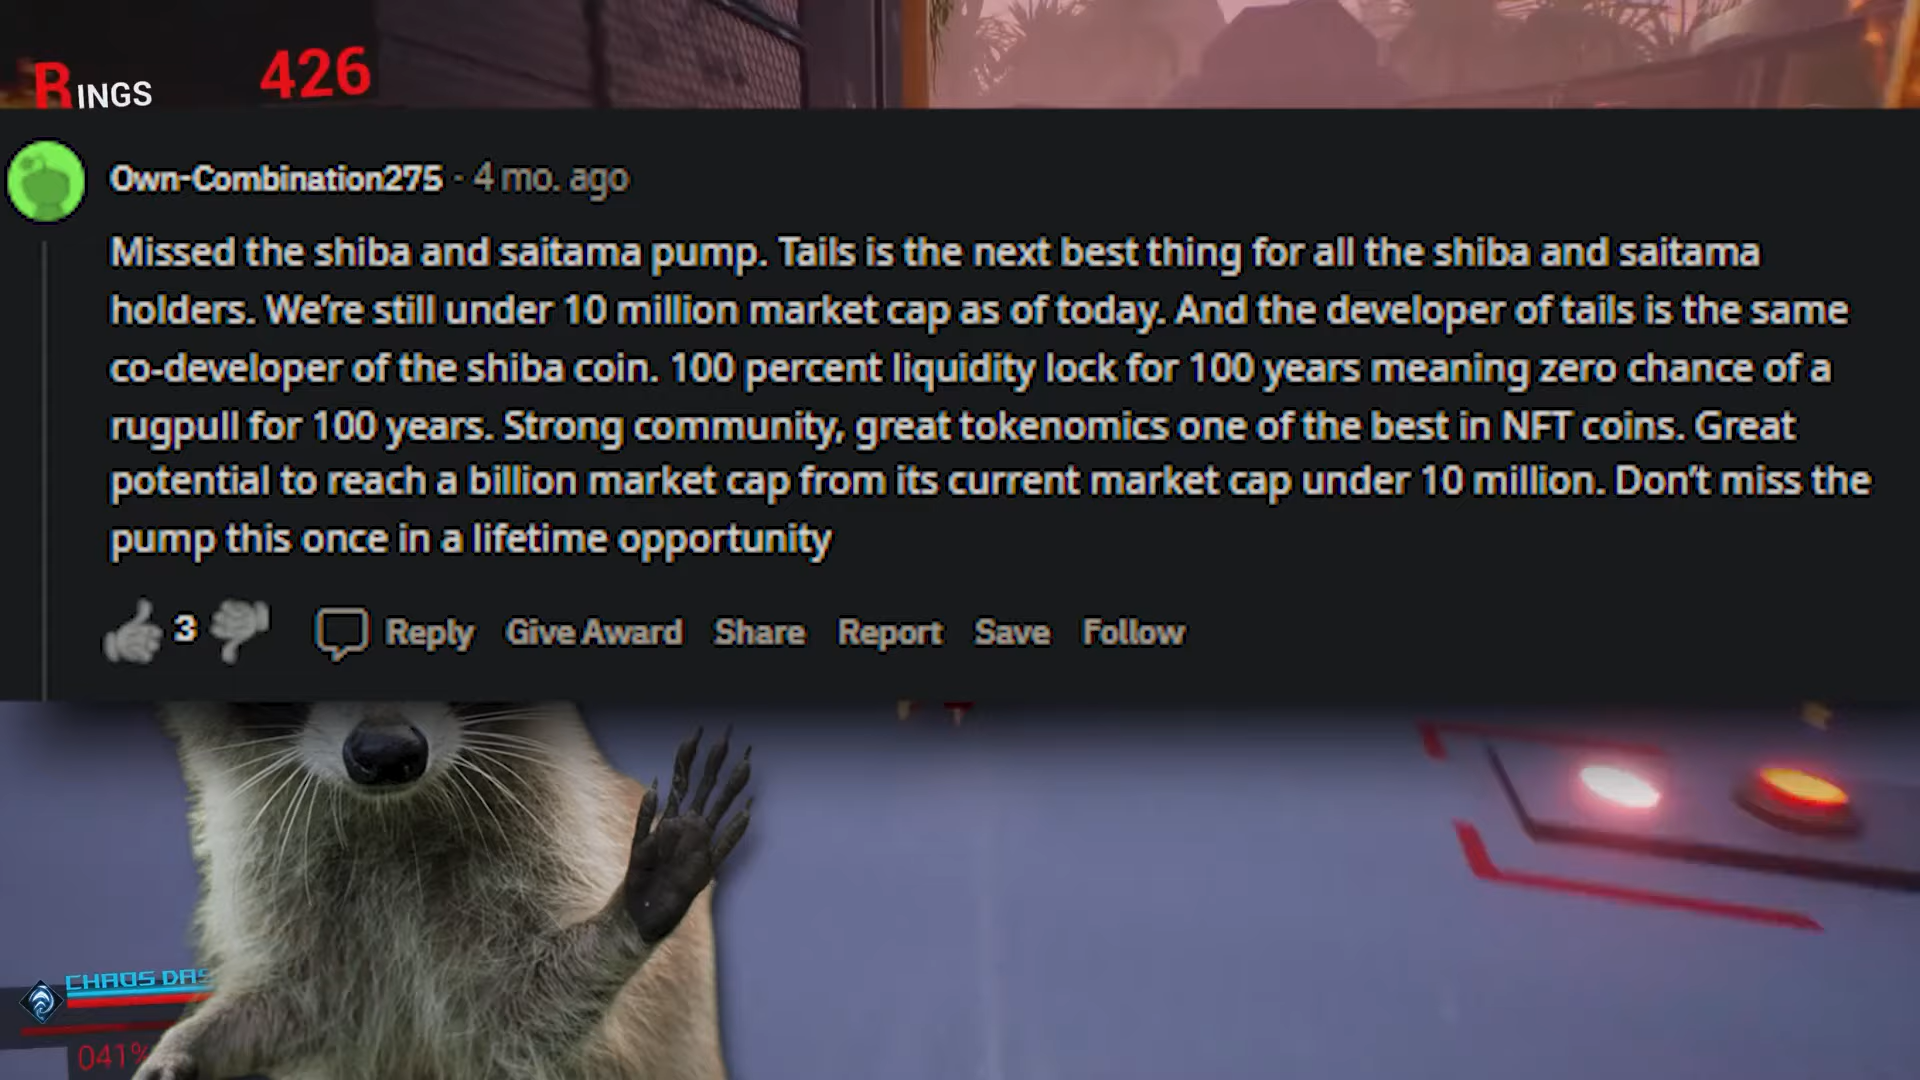 RINGS 426
Own-Combination275 · 4 mo. ago
Missed the shiba and saitama pump. Tails is the next best thing for all the shiba and saitama
holders. We're still under 10 million market cap as of today. And the developer of tails is the same
co-developer of the shiba coin. 100 percent liquidity lock for 100 years meaning zero chance of a
rugpull for 100 years. Strong community, great tokenomics one of the best in NFT coins. Great
potential to reach a billion market cap from its current market cap under 10 million. Don't miss the
pump this once in a lifetime opportunity
3 Reply Give Award Share Report Save Follow
CHAOS DAS
041%